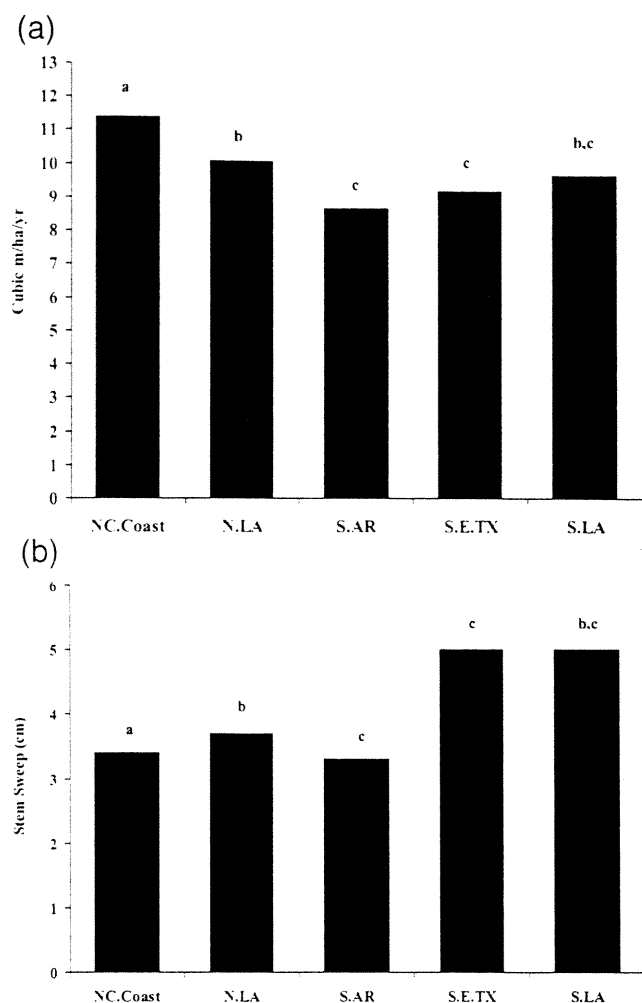 (a)
Cubic m/ha/yr
13
12
11
10
9
8
7
6
5
4
3
2
1
0
a
b
c
c
b,c
NC.Coast N.LA S.AR S.E.TX S.LA
(b)
Stem Sweep (cm)
6
5
4
3
2
1
0
a
b
c
c
b,c
NC.Coast N.LA S.AR S.E.TX S.LA